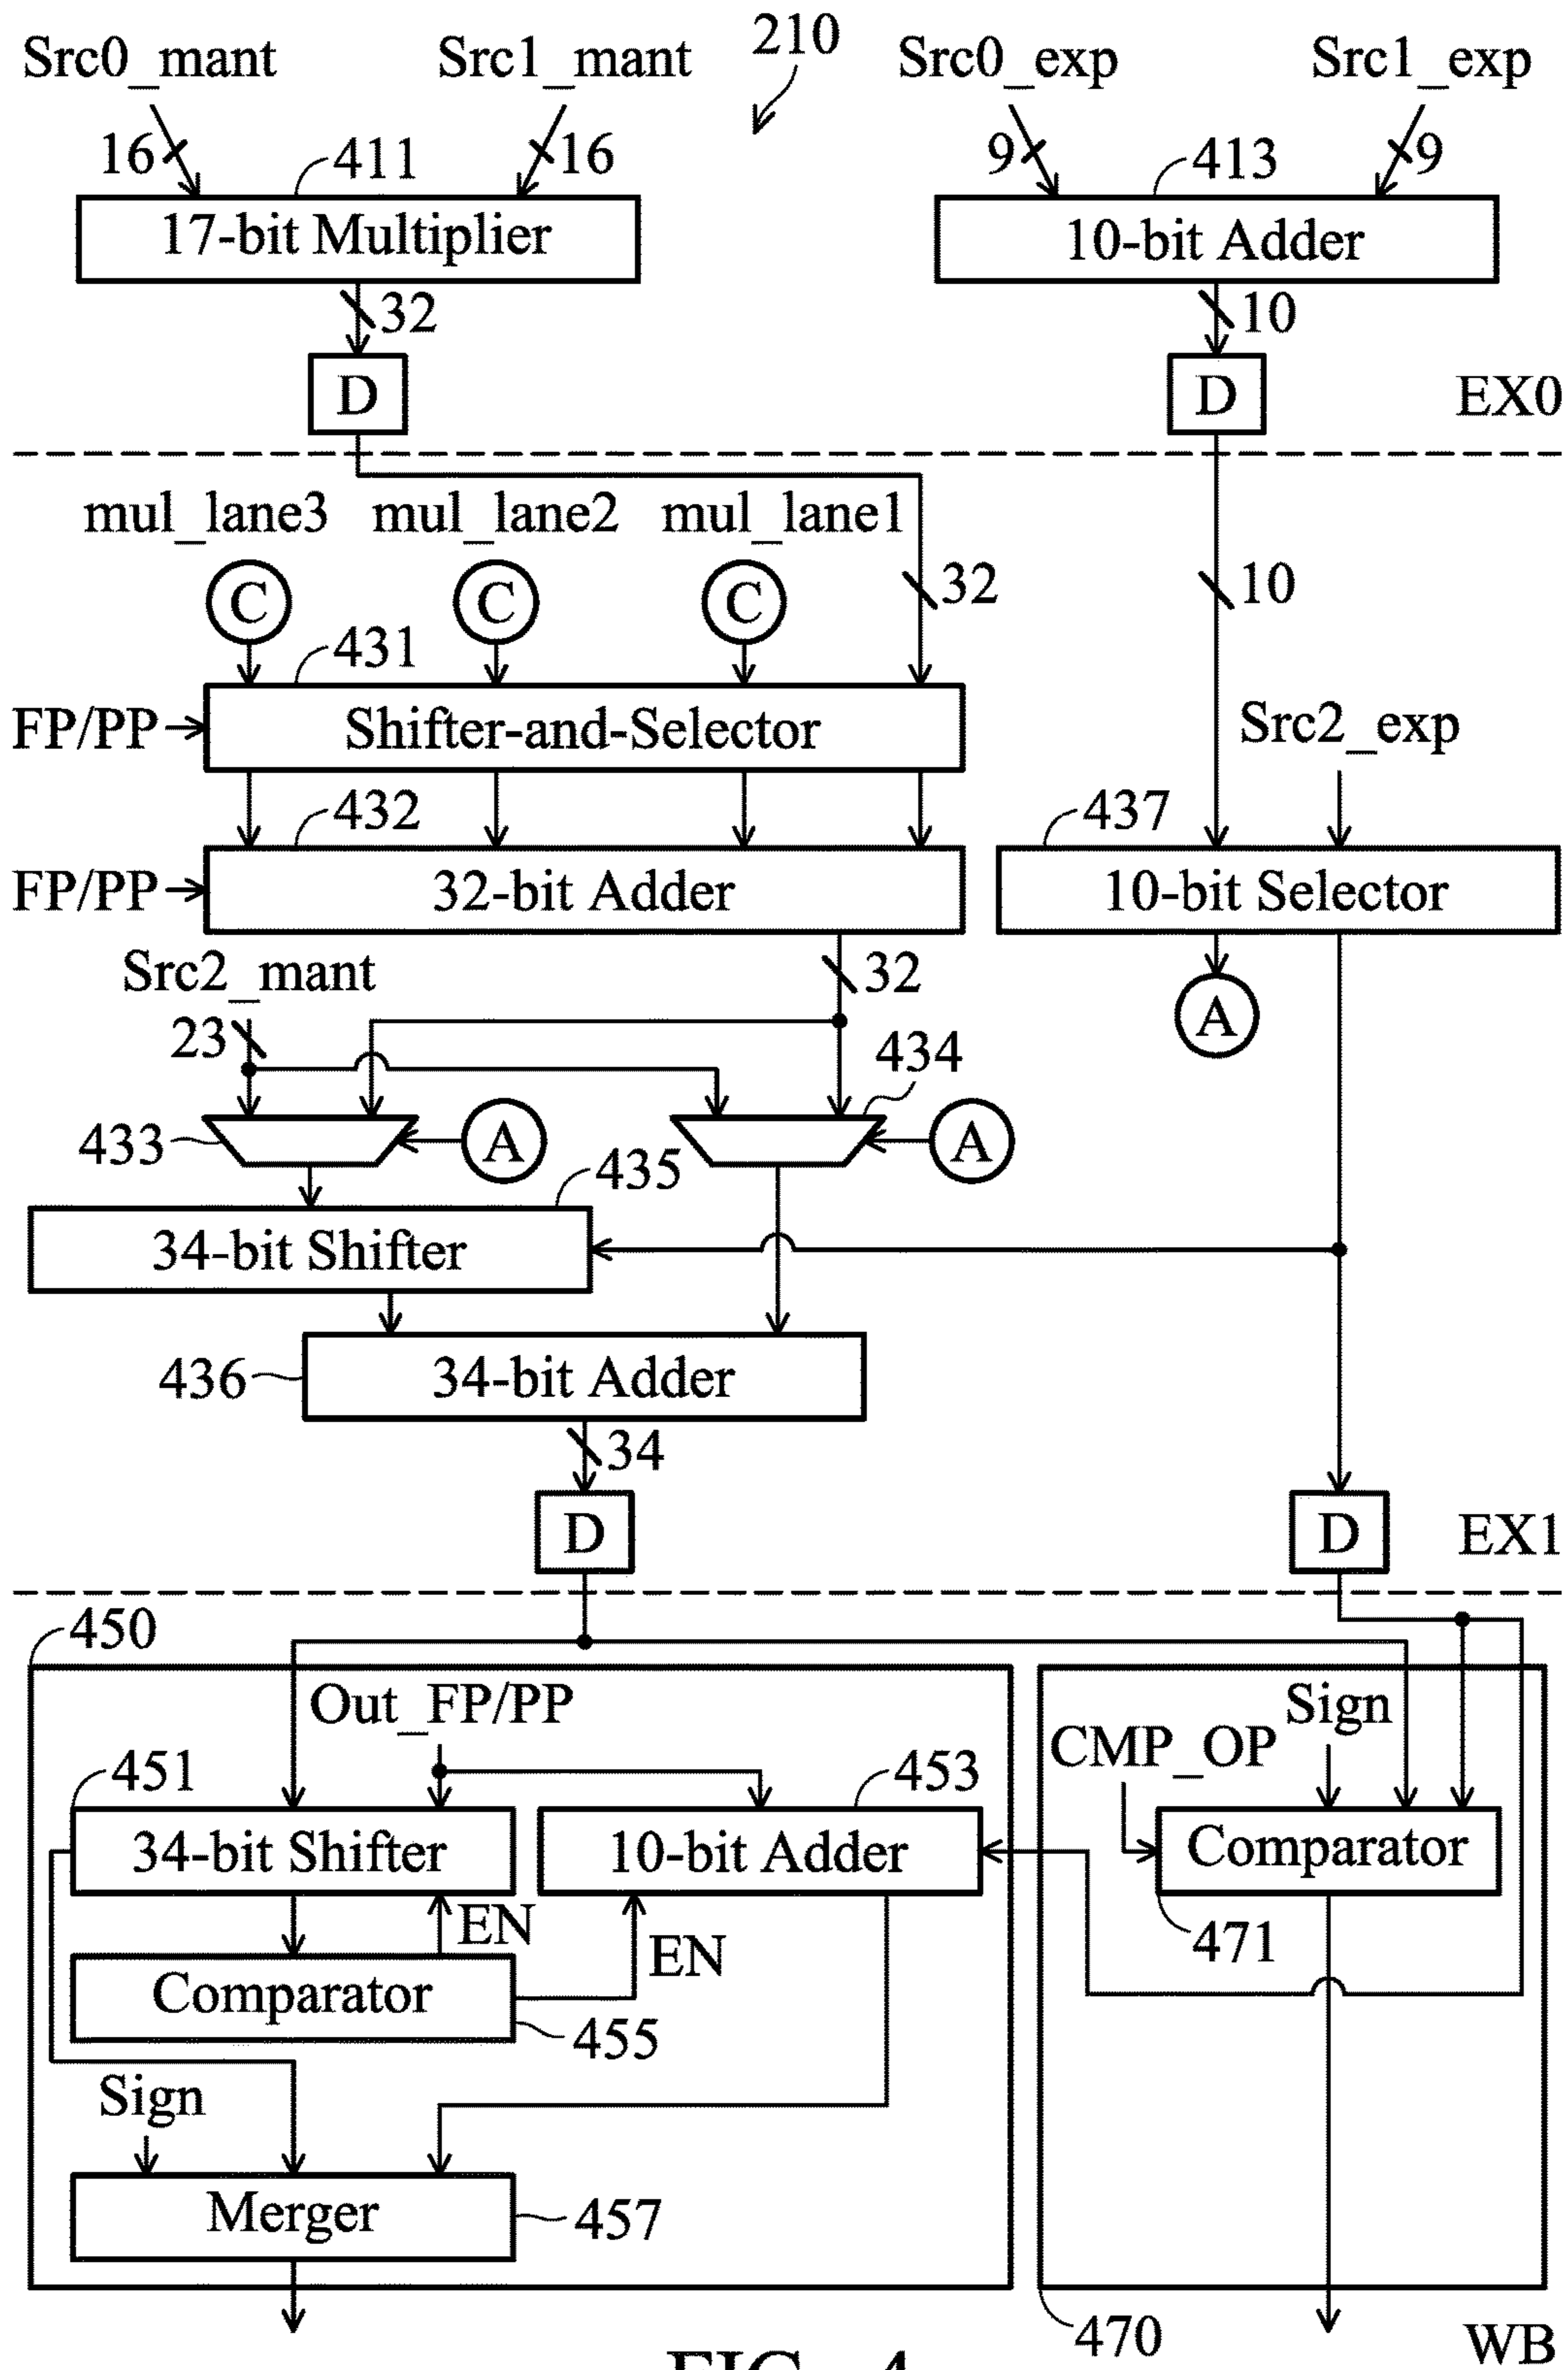 210
Src0_mant Src1_mant Src0_exp Src1_exp
16 411 16 9 413 9
17-bit Multiplier 10-bit Adder
32 10
D D EX0
mul_lane3 mul_lane2 mul_lane1
C C C 32 10
431
FP/PP Shifter-and-Selector Src2_exp
432 437
FP/PP 32-bit Adder 10-bit Selector
Src2_mant 32
23 434 A
433 A A
435
34-bit Shifter
436 34-bit Adder
34
D D EX1
450
Out_FP/PP Sign
CMP_OP
451 453
34-bit Shifter 10-bit Adder Comparator
EN EN 471
Comparator
455
Sign
Merger 457
470 WB
FIG. 4